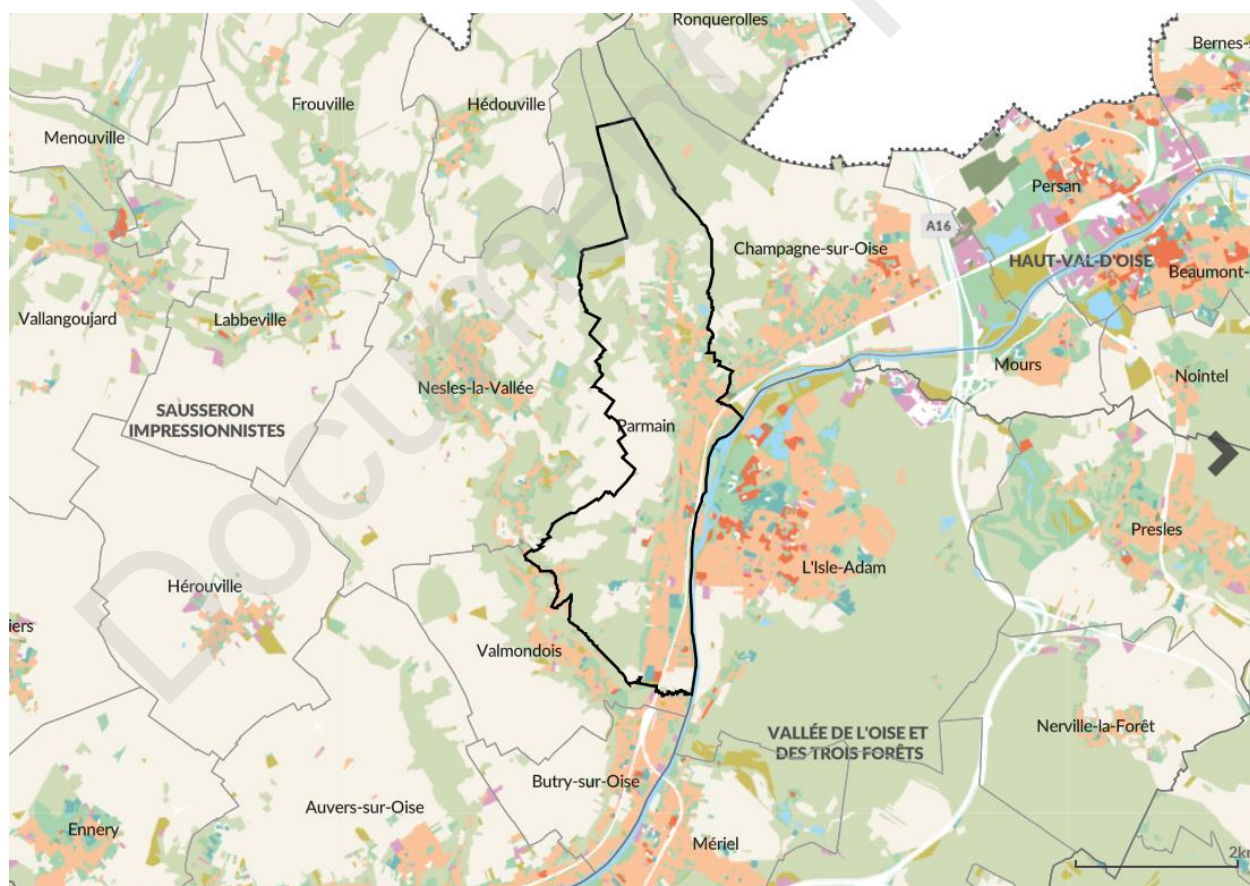 Ronquerolles
Bernes-s
Frouville
Hédouville
Menouville
Persan
A16
Champagne-sur-Oise
HAUT-VAL-D'OISE
Beaumont-
Vallangoujard
Labbeville
Mours
Nointel
Nesles-la-Vallée
SAUSSERON
IMPRESSIONNISTES
Parmain
Presles
L'Isle-Adam
Hérouville
iers
Valmondois
Nerville-la-Forêt
VALLÉE DE L'OISE ET
DES TROIS FORÊTS
Butry-sur-Oise
Auvers-sur-Oise
Ennery
Mériel
2km
Document